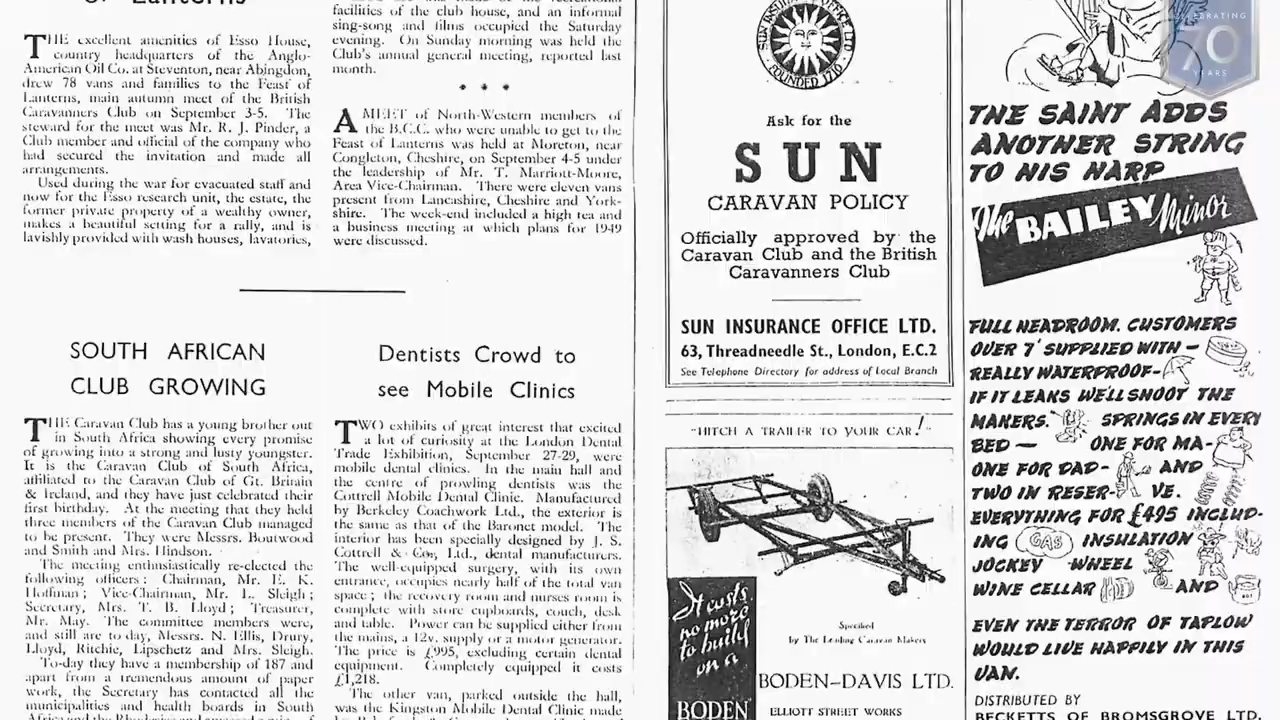 of Lanterns
THE excellent amenities of Esso House,
country headquarters of the Anglo-
American Oil Co. at Steventon, near Abingdon,
drew 78 vans and families to the Feast of
Lanterns, main autumn meet of the British
Caravanners Club on September 3-5. The
steward for the meet was Mr. R. J. Pinder, a
Club member and official of the company who
had secured the invitation and made all
arrangements.
Used during the war for evacuated staff and
now for the Esso research unit, the estate, the
former private property of a wealthy owner,
makes a beautiful setting for a rally, and is
lavishly provided with wash houses, lavatories,
facilities of the club house, and an informal
sing-song and films occupied the Saturday
evening. On Sunday morning was held the
Club's annual general meeting, reported last
month.
* * *
A MEET of North-Western members of
the B.C.C. who were unable to get to the
Feast of Lanterns was held at Moreton, near
Congleton, Cheshire, on September 4-5 under
the leadership of Mr. T. Marriott-Moore,
Area Vice-Chairman. There were eleven vans
present from Lancashire, Cheshire and York-
shire. The week-end included a high tea and
a business meeting at which plans for 1949
were discussed.
SOUTH AFRICAN
CLUB GROWING
THE Caravan Club has a young brother out
in South Africa showing every promise
of growing into a strong and lusty youngster.
It is the Caravan Club of South Africa,
affiliated to the Caravan Club of Gt. Britain
& Ireland, and they have just celebrated their
first birthday. At the meeting that they held
three members of the Caravan Club managed
to be present. They were Messrs. Boutwood
and Smith and Mrs. Hindson.
The meeting enthusiastically re-elected the
following officers: Chairman, Mr. E. K.
Hoffman; Vice-Chairman, Mr. L. Sleigh;
Secretary, Mrs. T. B. Lloyd; Treasurer,
Mr. May. The committee members were,
and still are to-day, Messrs. N. Ellis, Drury,
Lloyd, Ritchie, Lipschetz and Mrs. Sleigh.
To-day they have a membership of 187 and
apart from a tremendous amount of paper
work, the Secretary has contacted all the
municipalities and health boards in South
Dentists Crowd to
see Mobile Clinics
TWO exhibits of great interest that excited
a lot of curiosity at the London Dental
Trade Exhibition, September 27-29, were
mobile dental clinics. In the main hall and
the centre of prowling dentists was the
Cottrell Mobile Dental Clinic. Manufactured
by Berkeley Coachwork Ltd., the exterior is
the same as that of the Baronet model. The
interior has been specially designed by J. S.
Cottrell & Co., Ltd., dental manufacturers.
The well-equipped surgery, with its own
entrance, occupies nearly half of the total van
space; the recovery room and nurses room is
complete with store cupboards, couch, desk
and table. Power can be supplied either from
the mains, a 12v. supply or a motor generator.
The price is £995, excluding certain dental
equipment. Completely equipped it costs
£1,218.
The other van, parked outside the hall,
was the Kingston Mobile Dental Clinic made
SUN INSURANCE OFFICE LTD
FOUNDED 1710
Ask for the
SUN
CARAVAN POLICY
Officially approved by the
Caravan Club and the British
Caravanners Club
SUN INSURANCE OFFICE LTD.
63, Threadneedle St., London, E.C.2
See Telephone Directory for address of Local Branch
"HITCH A TRAILER TO YOUR CAR!"
It costs
no more
to build
on a
BODEN
Specified
by The Leading Caravan Makers
BODEN-DAVIS LTD.
ELLIOTT STREET WORKS
CELEBRATING
70
YEARS
THE SAINT ADDS
ANOTHER STRING
TO HIS HARP
The BAILEY Minor
FULL HEADROOM. CUSTOMERS
OVER 7' SUPPLIED WITH -
REALLY WATERPROOF-
IF IT LEAKS WE'LL SHOOT THE
MAKERS. SPRINGS IN EVERY
BED - ONE FOR MA-
ONE FOR DAD- AND
TWO IN RESER- VE.
EVERYTHING FOR £495 INCLUD-
ING GAS INSULATION
JOCKEY WHEEL
WINE CELLAR AND
EVEN THE TERROR OF TAPLOW
WOULD LIVE HAPPILY IN THIS
VAN.
DISTRIBUTED BY
BECKETTS OF BROMSGROVE LTD.